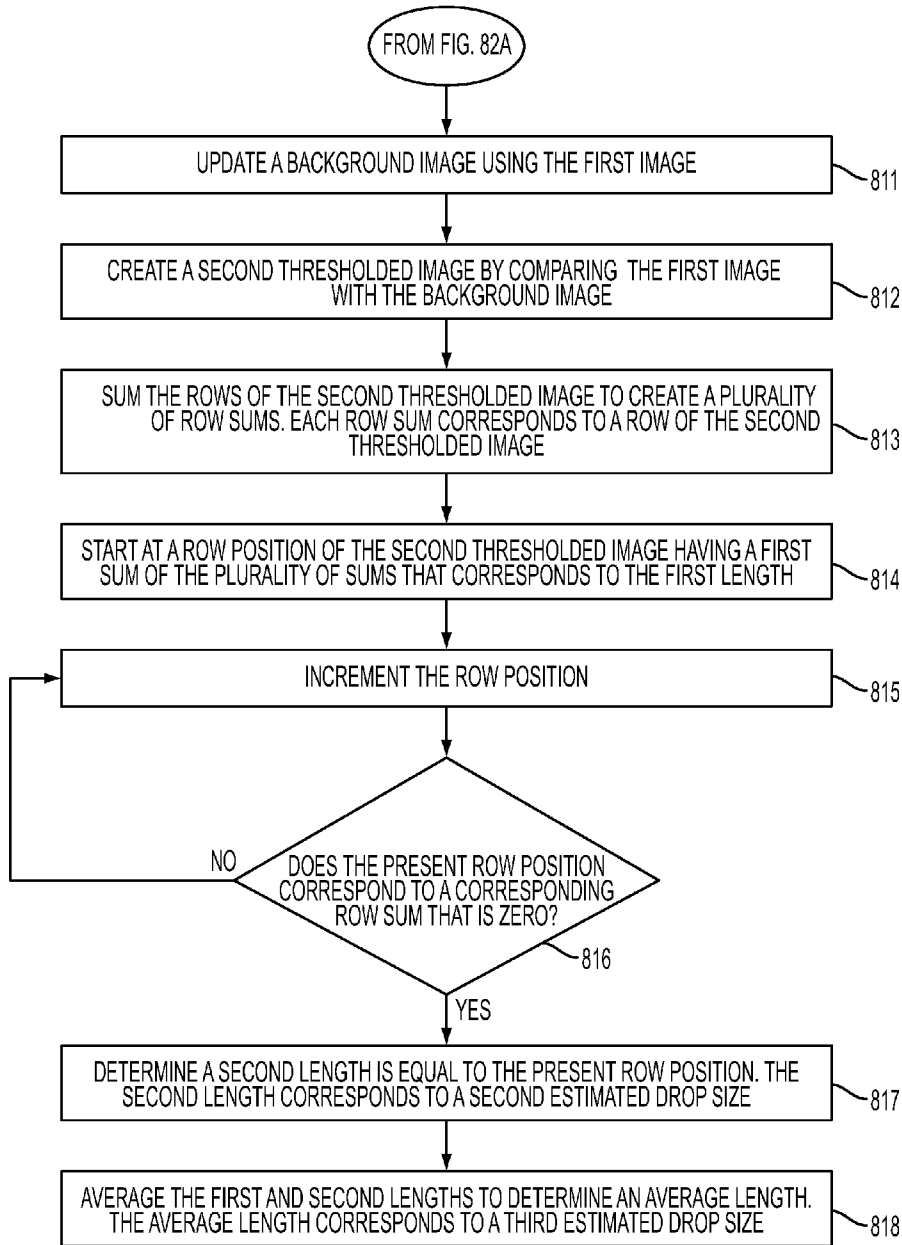 FROM FIG. 82A
UPDATE A BACKGROUND IMAGE USING THE FIRST IMAGE
811
CREATE A SECOND THRESHOLDED IMAGE BY COMPARING THE FIRST IMAGE
WITH THE BACKGROUND IMAGE
812
SUM THE ROWS OF THE SECOND THRESHOLDED IMAGE TO CREATE A PLURALITY
OF ROW SUMS. EACH ROW SUM CORRESPONDS TO A ROW OF THE SECOND
THRESHOLDED IMAGE
813
START AT A ROW POSITION OF THE SECOND THRESHOLDED IMAGE HAVING A FIRST
SUM OF THE PLURALITY OF SUMS THAT CORRESPONDS TO THE FIRST LENGTH
814
INCREMENT THE ROW POSITION
815
NO
DOES THE PRESENT ROW POSITION
CORRESPOND TO A CORRESPONDING
ROW SUM THAT IS ZERO?
816
YES
DETERMINE A SECOND LENGTH IS EQUAL TO THE PRESENT ROW POSITION. THE
SECOND LENGTH CORRESPONDS TO A SECOND ESTIMATED DROP SIZE
817
AVERAGE THE FIRST AND SECOND LENGTHS TO DETERMINE AN AVERAGE LENGTH.
THE AVERAGE LENGTH CORRESPONDS TO A THIRD ESTIMATED DROP SIZE
818